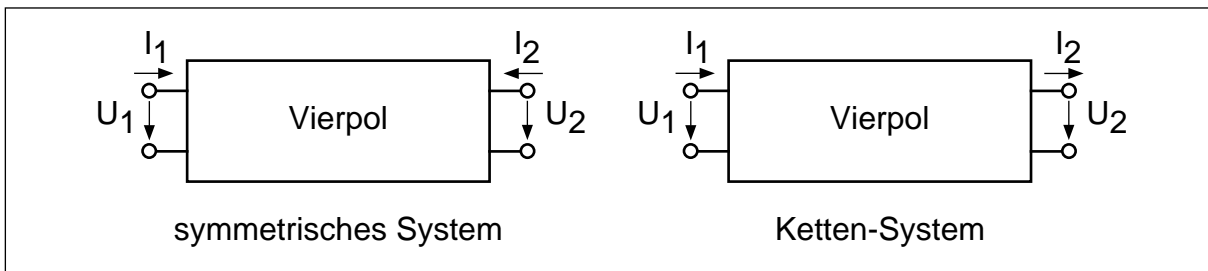 I1 I2 I1 I2
U1 Vierpol U2 U1 Vierpol U2
symmetrisches System Ketten-System